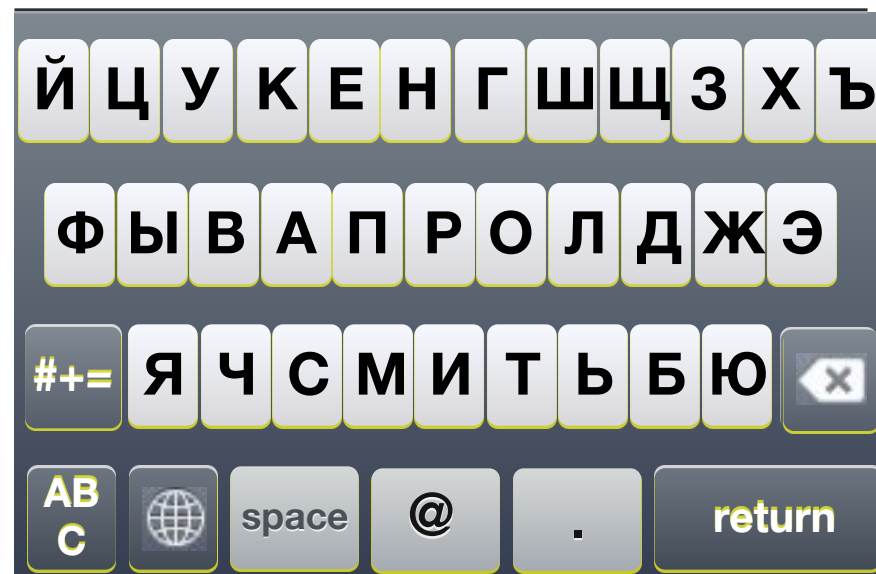 Й Ц У К Е Н Г Ш Щ З Х Ъ
Ф Ы В А П Р О Л Д Ж Э
#+= Я Ч С М И Т Ь Б Ю
AB
C space @ . return